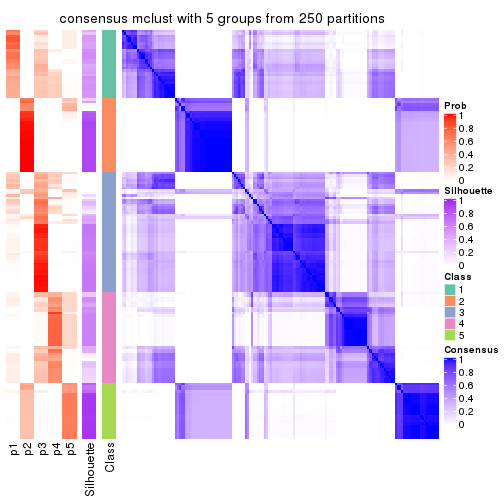 consensus mclust with 5 groups from 250 partitions
Prob
1
0.8
0.6
0.4
0.2
0
Silhouette
1
0.8
0.6
0.4
0.2
0
Class
1
2
3
4
5
Consensus
1
0.8
0.6
0.4
0.2
0
p1
p2
p3
p4
p5
Silhouette
Class